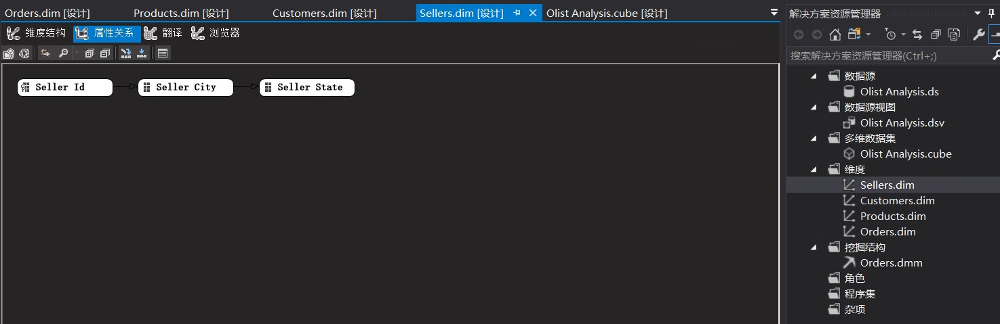 Orders.dim [设计] Products.dim [设计] Customers.dim [设计] Sellers.dim [设计] Olist Analysis.cube [设计]
维度结构 属性关系 翻译 浏览器
Seller Id Seller City Seller State
解决方案资源管理器
搜索解决方案资源管理器(Ctrl+;)
数据源
Olist Analysis.ds
数据源视图
Olist Analysis.dsv
多维数据集
Olist Analysis.cube
维度
Sellers.dim
Customers.dim
Products.dim
Orders.dim
挖掘结构
Orders.dmm
角色
程序集
杂项